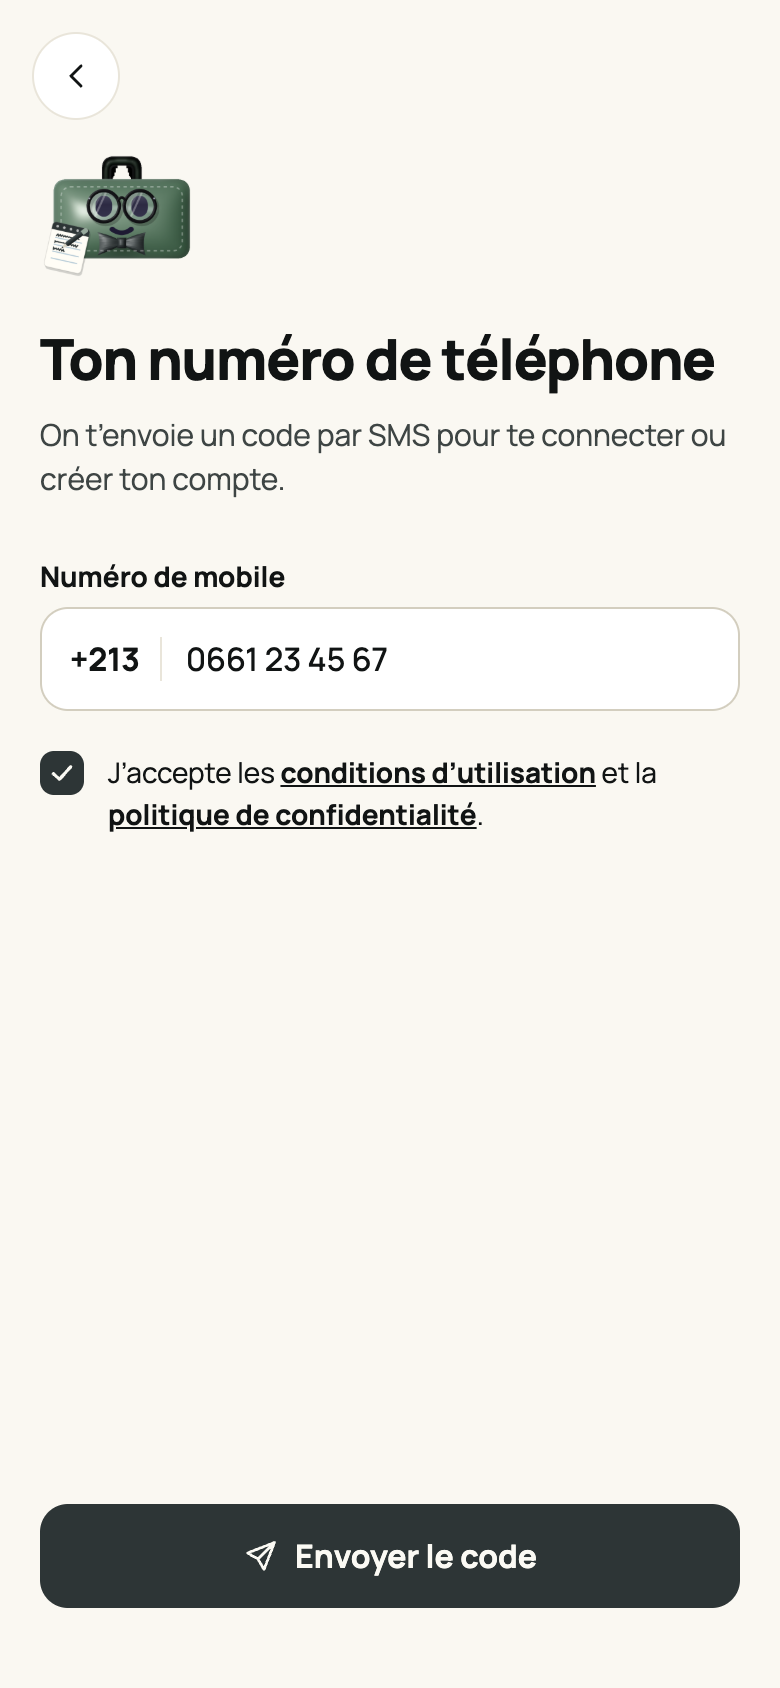 Ton numéro de téléphone
On t’envoie un code par SMS pour te connecter ou
créer ton compte.
Numéro de mobile
+213 0661 23 45 67
J’accepte les conditions d’utilisation et la
politique de confidentialité.
Envoyer le code